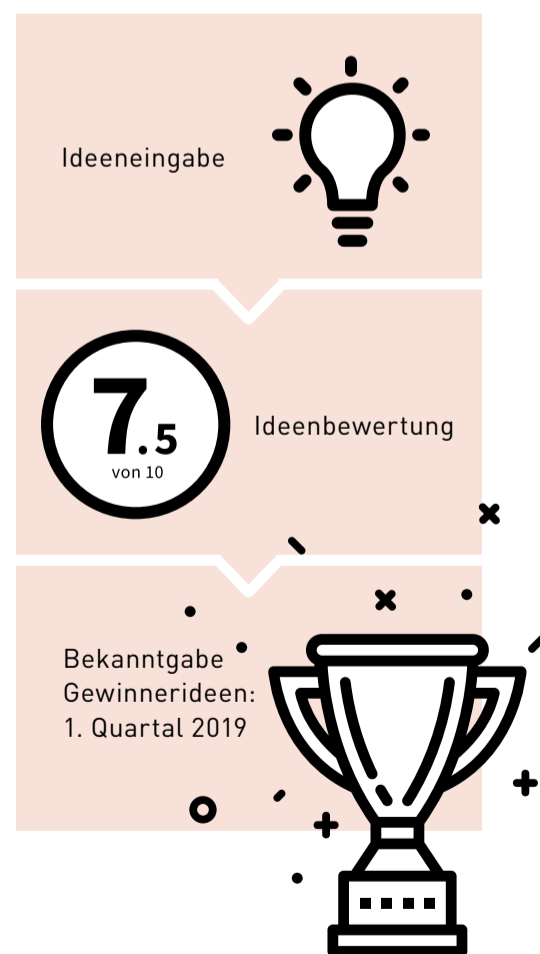 Ideeneingabe
7.5
von 10
Ideenbewertung
Bekanntgabe
Gewinnerideen:
1. Quartal 2019